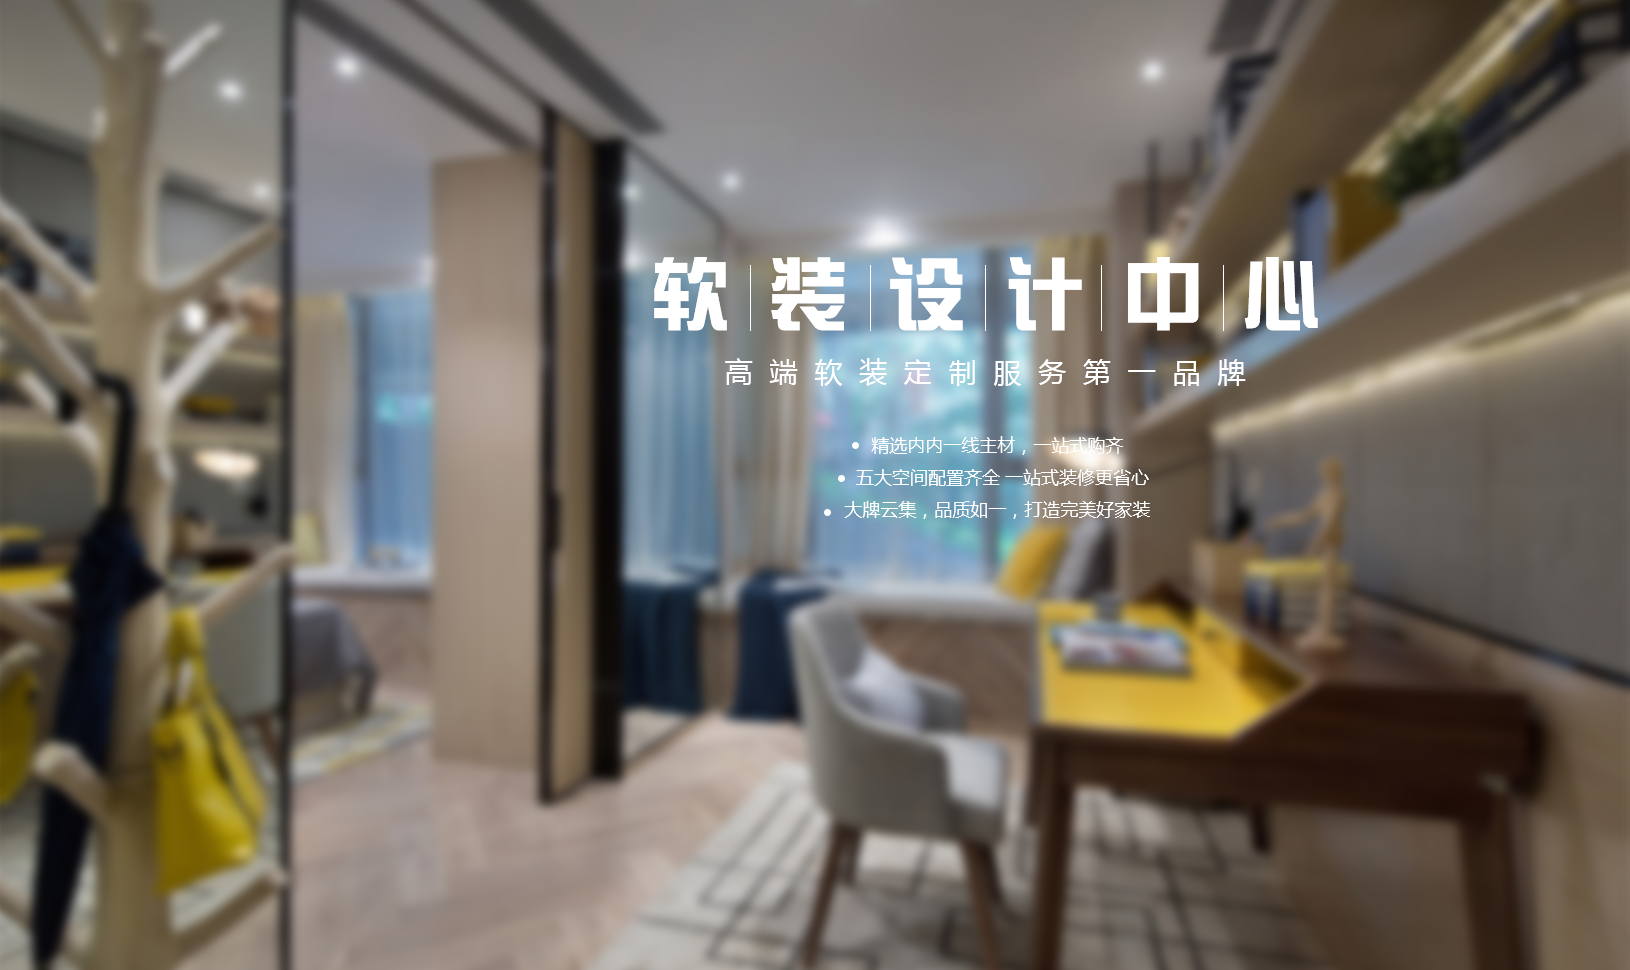 软装设计中心
高端软装定制服务第一品牌
精选内内一线主材，一站式购齐
五大空间配置齐全 一站式装修更省心
大牌云集，品质如一，打造完美好家装